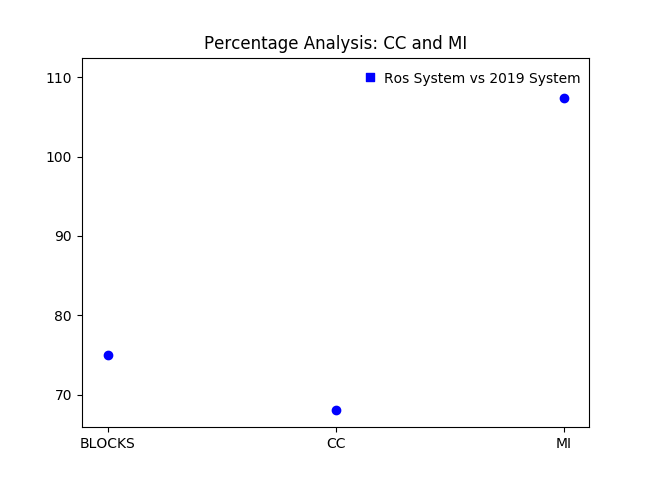 Percentage Analysis: CC and MI
Ros System vs 2019 System
110
100
90
80
70
BLOCKS
CC
MI